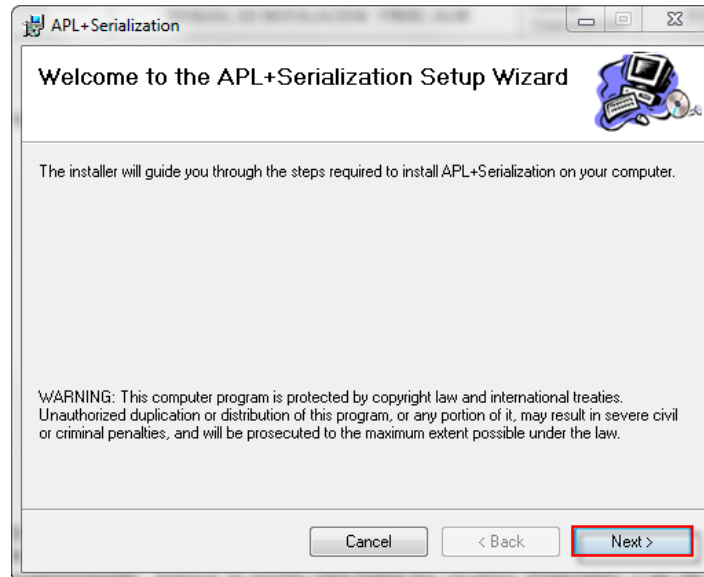 APL+Serialization
Welcome to the APL+Serialization Setup Wizard
The installer will guide you through the steps required to install APL+Serialization on your computer.
WARNING: This computer program is protected by copyright law and international treaties.
Unauthorized duplication or distribution of this program, or any portion of it, may result in severe civil
or criminal penalties, and will be prosecuted to the maximum extent possible under the law.
Cancel
< Back
Next >